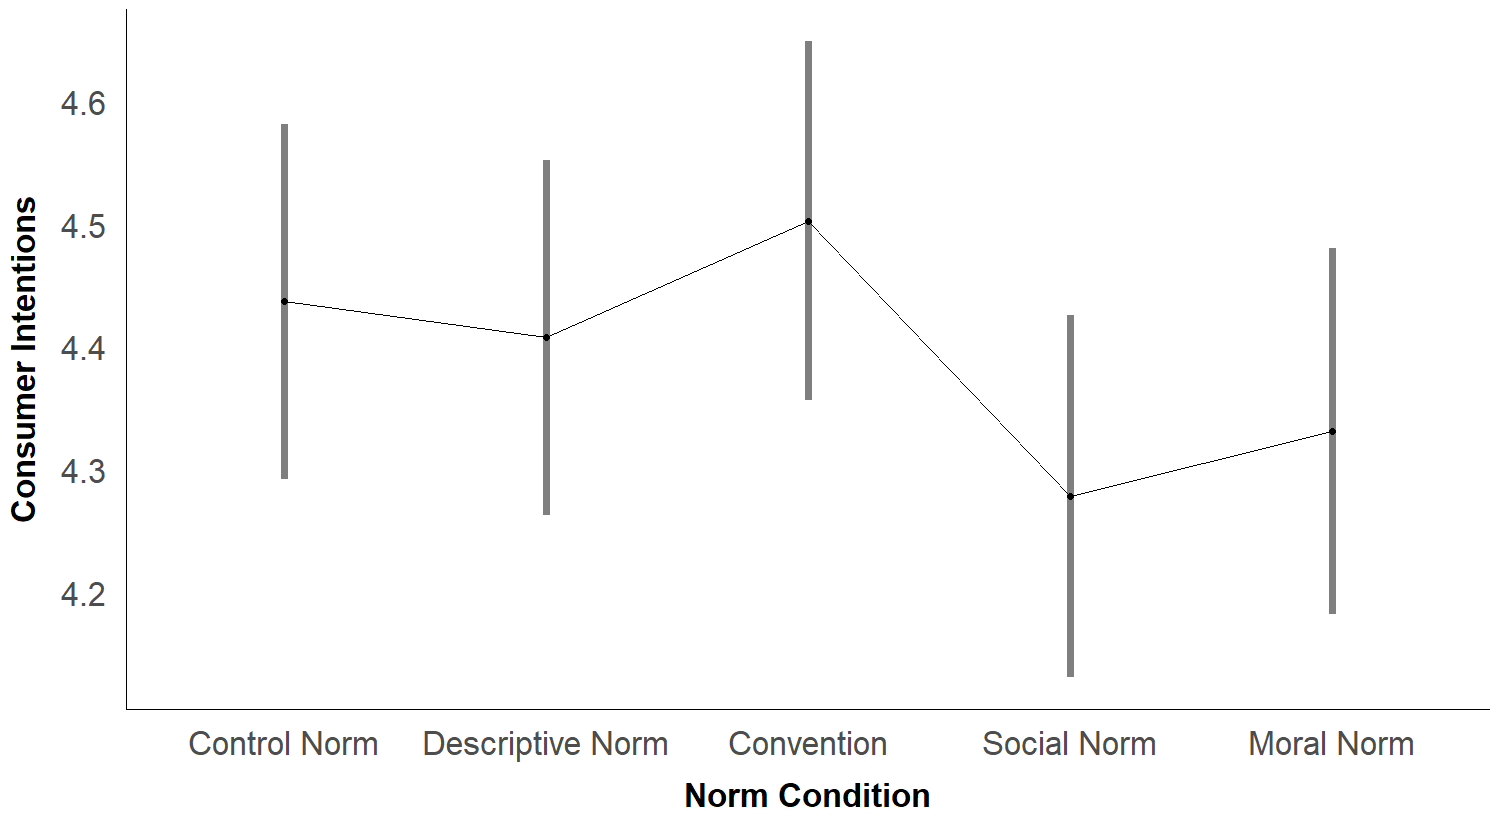 Consumer Intentions
4.6
4.5
4.4
4.3
4.2
Control Norm
Descriptive Norm
Convention
Social Norm
Moral Norm
Norm Condition